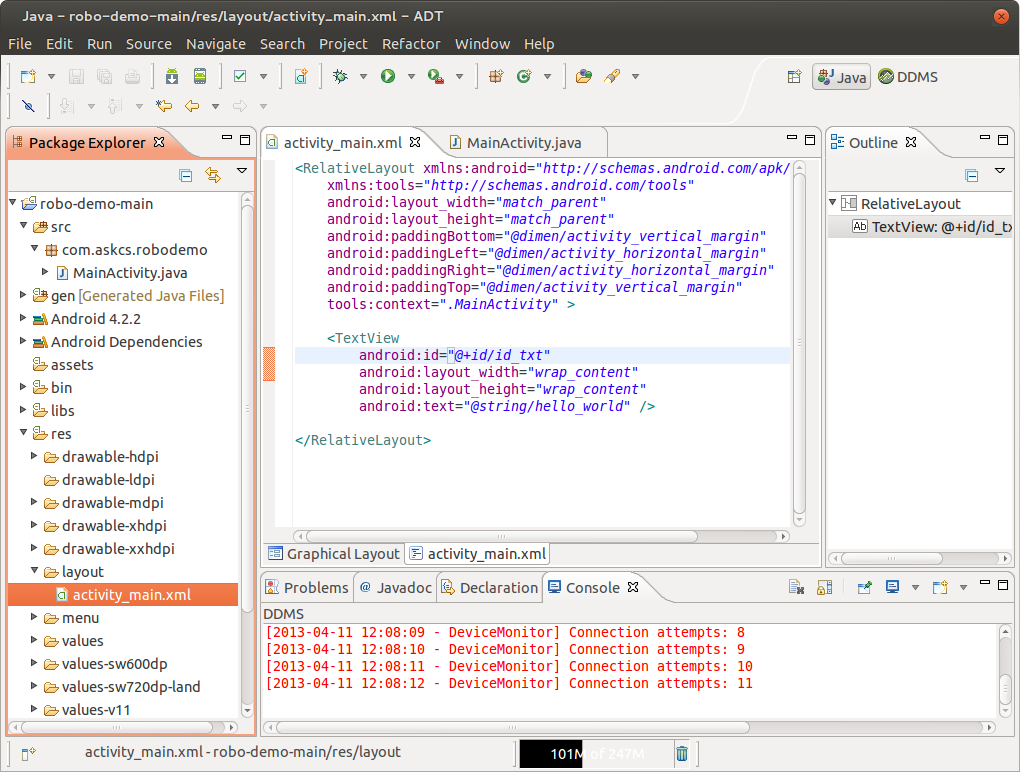 Java - robo-demo-main/res/layout/activity_main.xml - ADT
File Edit Run Source Navigate Search Project Refactor Window Help
Java DDMS
Package Explorer
robo-demo-main
src
com.askcs.robodemo
MainActivity.java
gen [Generated Java Files]
Android 4.2.2
Android Dependencies
assets
bin
libs
res
drawable-hdpi
drawable-ldpi
drawable-mdpi
drawable-xhdpi
drawable-xxhdpi
layout
activity_main.xml
menu
values
values-sw600dp
values-sw720dp-land
values-v11
activity_main.xml MainActivity.java
<RelativeLayout xmlns:android="http://schemas.android.com/apk/
xmlns:tools="http://schemas.android.com/tools"
android:layout_width="match_parent"
android:layout_height="match_parent"
android:paddingBottom="@dimen/activity_vertical_margin"
android:paddingLeft="@dimen/activity_horizontal_margin"
android:paddingRight="@dimen/activity_horizontal_margin"
android:paddingTop="@dimen/activity_vertical_margin"
tools:context=".MainActivity" >
<TextView
android:id="@+id/id_txt"
android:layout_width="wrap_content"
android:layout_height="wrap_content"
android:text="@string/hello_world" />
</RelativeLayout>
Graphical Layout activity_main.xml
Outline
RelativeLayout
Ab TextView: @+id/id_tx
Problems @ Javadoc Declaration Console
DDMS
[2013-04-11 12:08:09 - DeviceMonitor] Connection attempts: 8
[2013-04-11 12:08:10 - DeviceMonitor] Connection attempts: 9
[2013-04-11 12:08:11 - DeviceMonitor] Connection attempts: 10
[2013-04-11 12:08:12 - DeviceMonitor] Connection attempts: 11
activity_main.xml - robo-demo-main/res/layout
101M of 247M